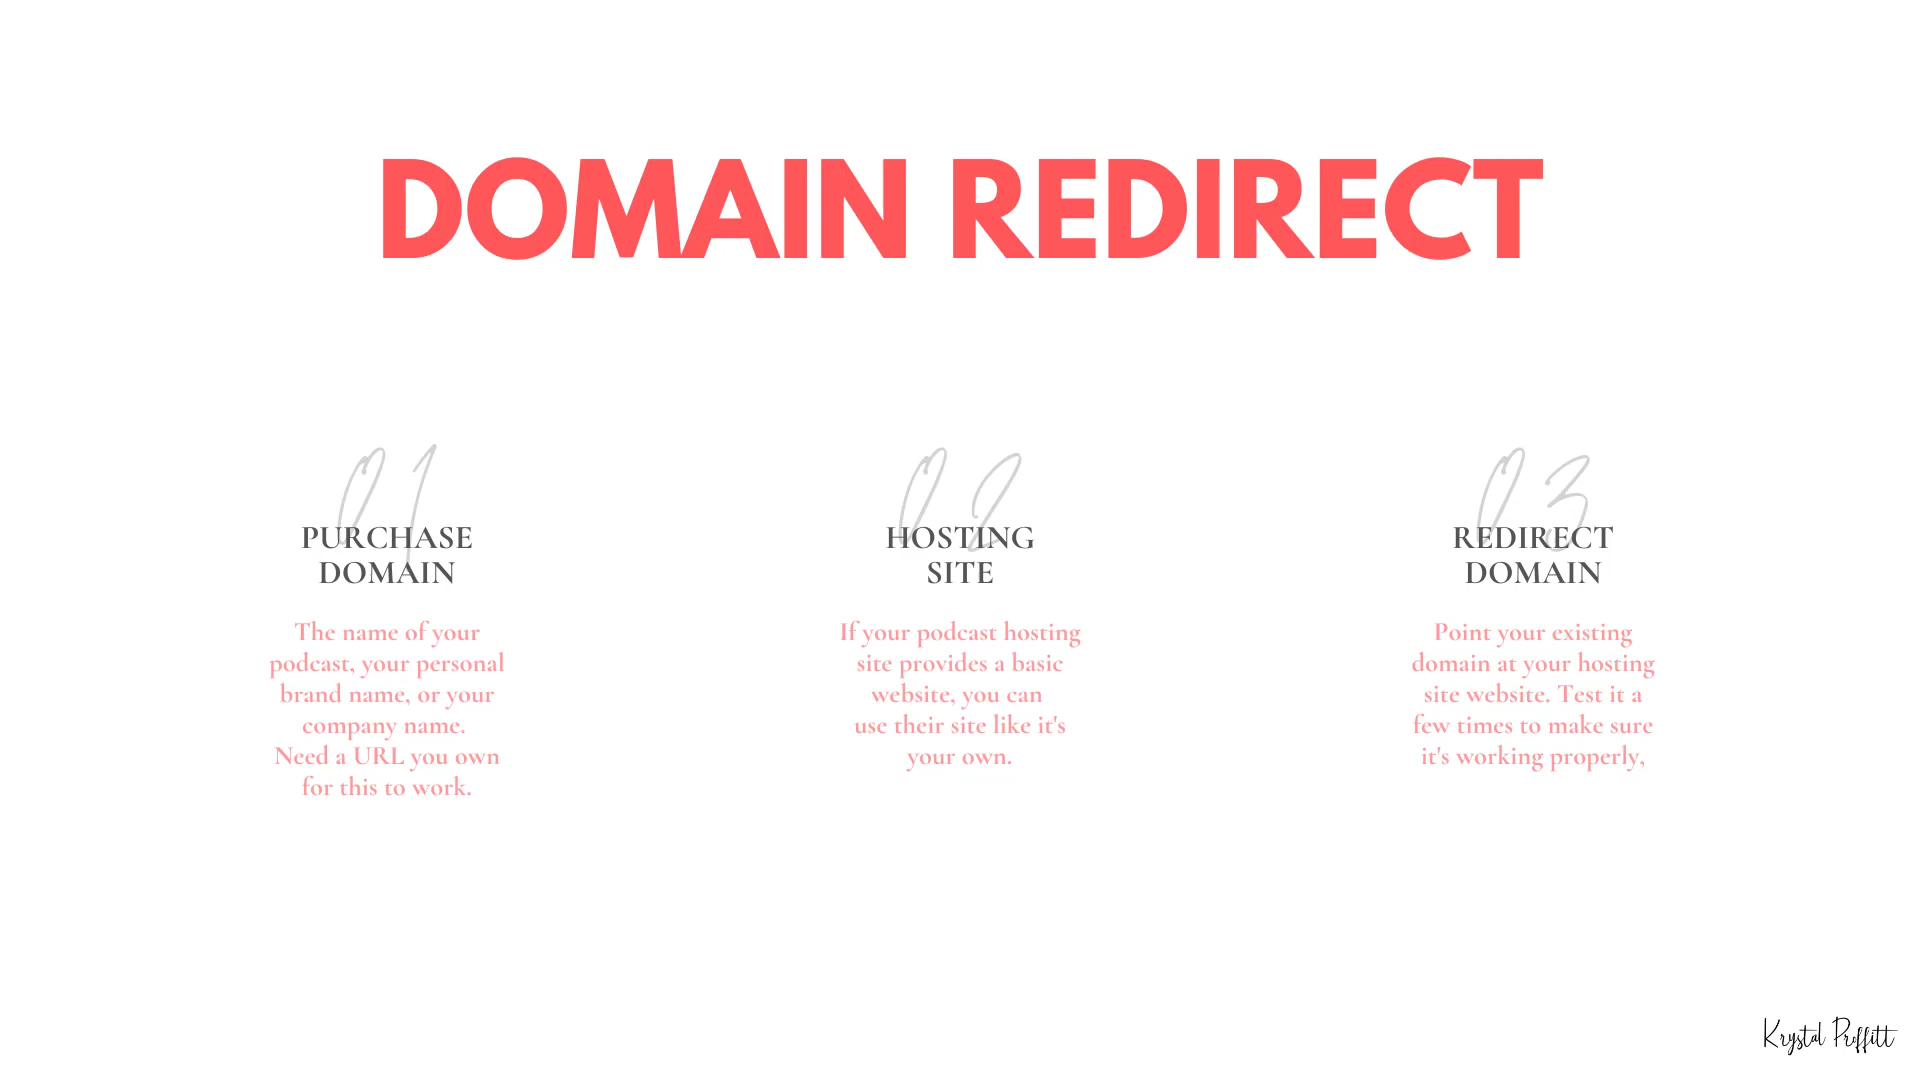 DOMAIN REDIRECT
01
PURCHASE
DOMAIN
The name of your
podcast, your personal
brand name, or your
company name.
Need a URL you own
for this to work.
02
HOSTING
SITE
If your podcast hosting
site provides a basic
website, you can
use their site like it's
your own.
03
REDIRECT
DOMAIN
Point your existing
domain at your hosting
site website. Test it a
few times to make sure
it's working properly,
Krystal Proffitt